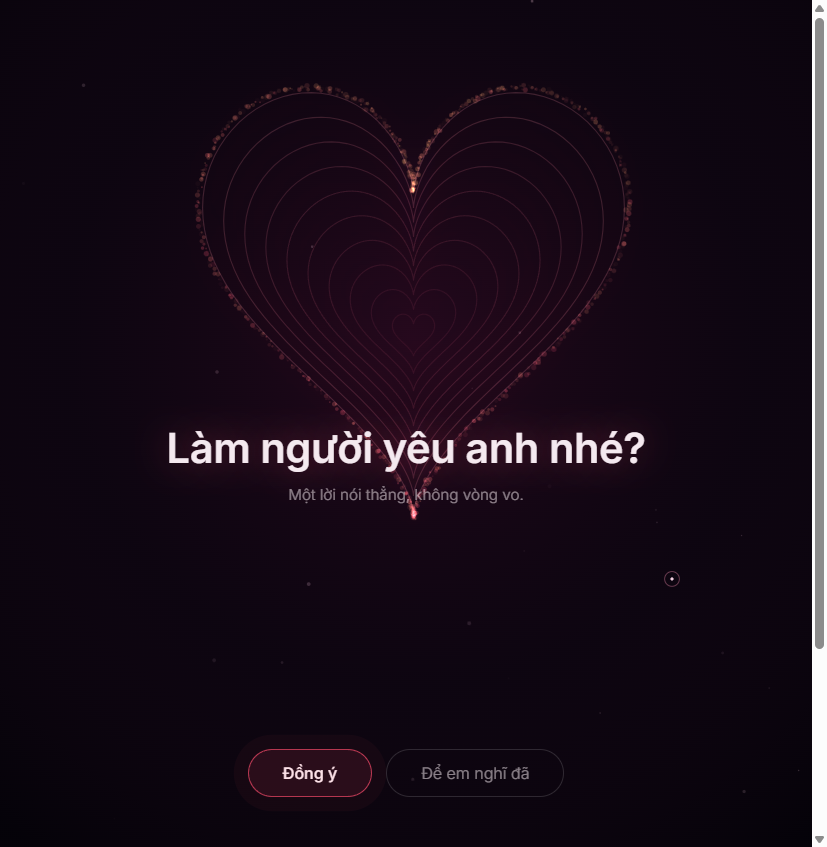 Làm người yêu anh nhé?
Một lời nói thẳng, không vòng vo.
Đồng ý
Để em nghĩ đã